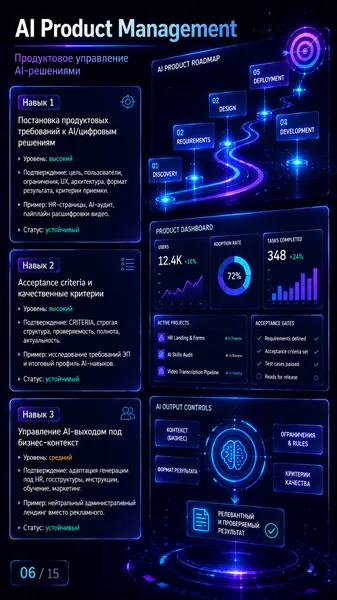 AI Product Management
Продуктовое управление
AI-решениями
Навык 1
Постановка продуктовых
требований к AI/цифровым
решениям
Уровень: высокий
Подтверждение: цель, пользователи,
ограничения, UX, архитектура, формат
результата, критерии приемки.
Пример: HR-страницы, AI-аудит,
пайплайн расшифровки видео.
Статус: устойчивый
Навык 2
Acceptance criteria и
качественные критерии
Уровень: высокий
Подтверждение: CRITERIA, строгая
структура, проверяемость, полнота,
актуальность.
Пример: исследование требований ЗП
и итоговый профиль AI-навыков.
Статус: устойчивый
Навык 3
Управление AI-выходом под
бизнес-контекст
Уровень: средний
Подтверждение: адаптация генерации
под HR, госструктуры, инструкции,
обучение, маркетинг.
Пример: нейтральный административный
лендинг вместо рекламного.
Статус: устойчивый
06 / 15
AI PRODUCT ROADMAP
05
DEPLOYMENT
02
DESIGN
02
REQUIREMENTS
DEVELOPMENT
01
DISCOVERY
PRODUCT DASHBOARD
USERS
12.4K +18%
ADOPTION RATE
72%
TASKS COMPLETED
348 +24%
ACTIVE PROJECTS
HR Landing & Forms
In Progress
AI Skills Audit
In Review
Video Transcription Pipeline
ACCEPTANCE GATES
Requirements defined
Acceptance criteria set
Test cases passed
Ready for release
AI OUTPUT CONTROLS
КОНТЕКСТ
(БИЗНЕС)
ОГРАНИЧЕНИЯ
& RULES
ФОРМАТ РЕЗУЛЬТАТА
КРИТЕРИИ
КАЧЕСТВА
РЕЛЕВАНТНЫЙ
И ПРОВЕРЯЕМЫЙ
РЕЗУЛЬТАТ